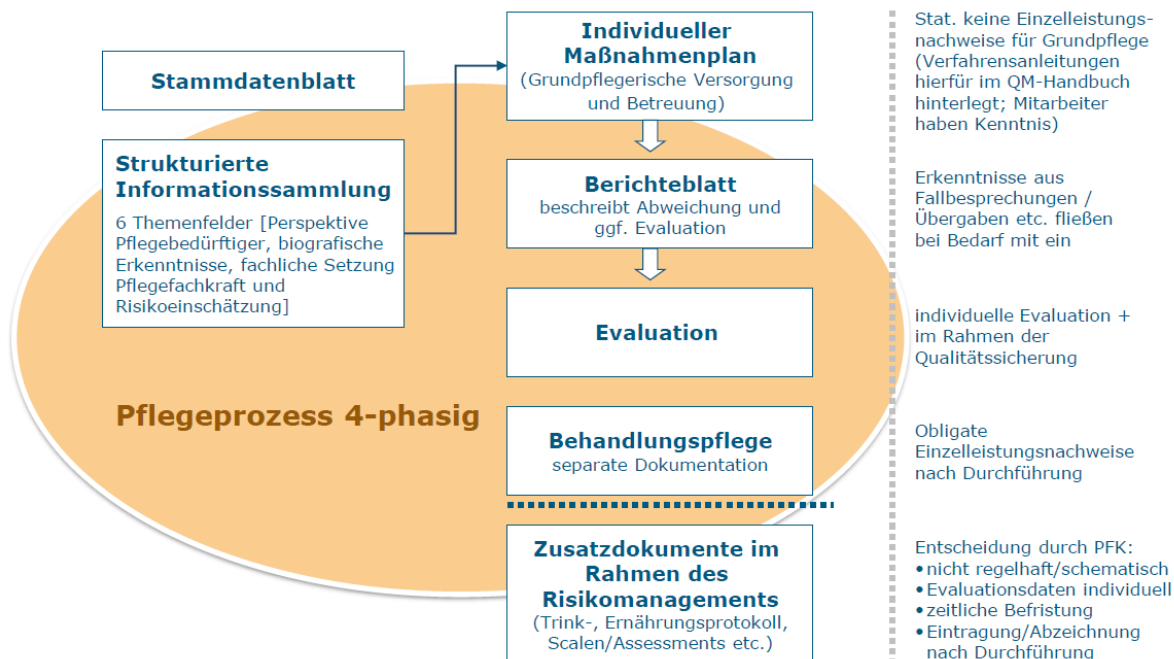 Stammdatenblatt
Strukturierte
Informationssammlung
6 Themenfelder [Perspektive
Pflegebedürftiger, biografische
Erkenntnisse, fachliche Setzung
Pflegefachkraft und
Risikoeinschätzung]
Pflegeprozess 4-phasig
Individueller
Maßnahmenplan
(Grundpflegerische Versorgung
und Betreuung)
Berichteblatt
beschreibt Abweichung und
ggf. Evaluation
Evaluation
Behandlungspflege
separate Dokumentation
Zusatzdokumente im
Rahmen des
Risikomanagements
(Trink-, Ernährungsprotokoll,
Scalen/Assessments etc.)
Stat. keine Einzelleistungs-
nachweise für Grundpflege
(Verfahrensanleitungen
hierfür im QM-Handbuch
hinterlegt; Mitarbeiter
haben Kenntnis)
Erkenntnisse aus
Fallbesprechungen /
Übergaben etc. fließen
bei Bedarf mit ein
individuelle Evaluation +
im Rahmen der
Qualitätssicherung
Obligate
Einzelleistungsnachweise
nach Durchführung
Entscheidung durch PFK:
• nicht regelhaft/schematisch
• Evaluationsdaten individuell
• zeitliche Befristung
• Eintragung/Abzeichnung
nach Durchführung